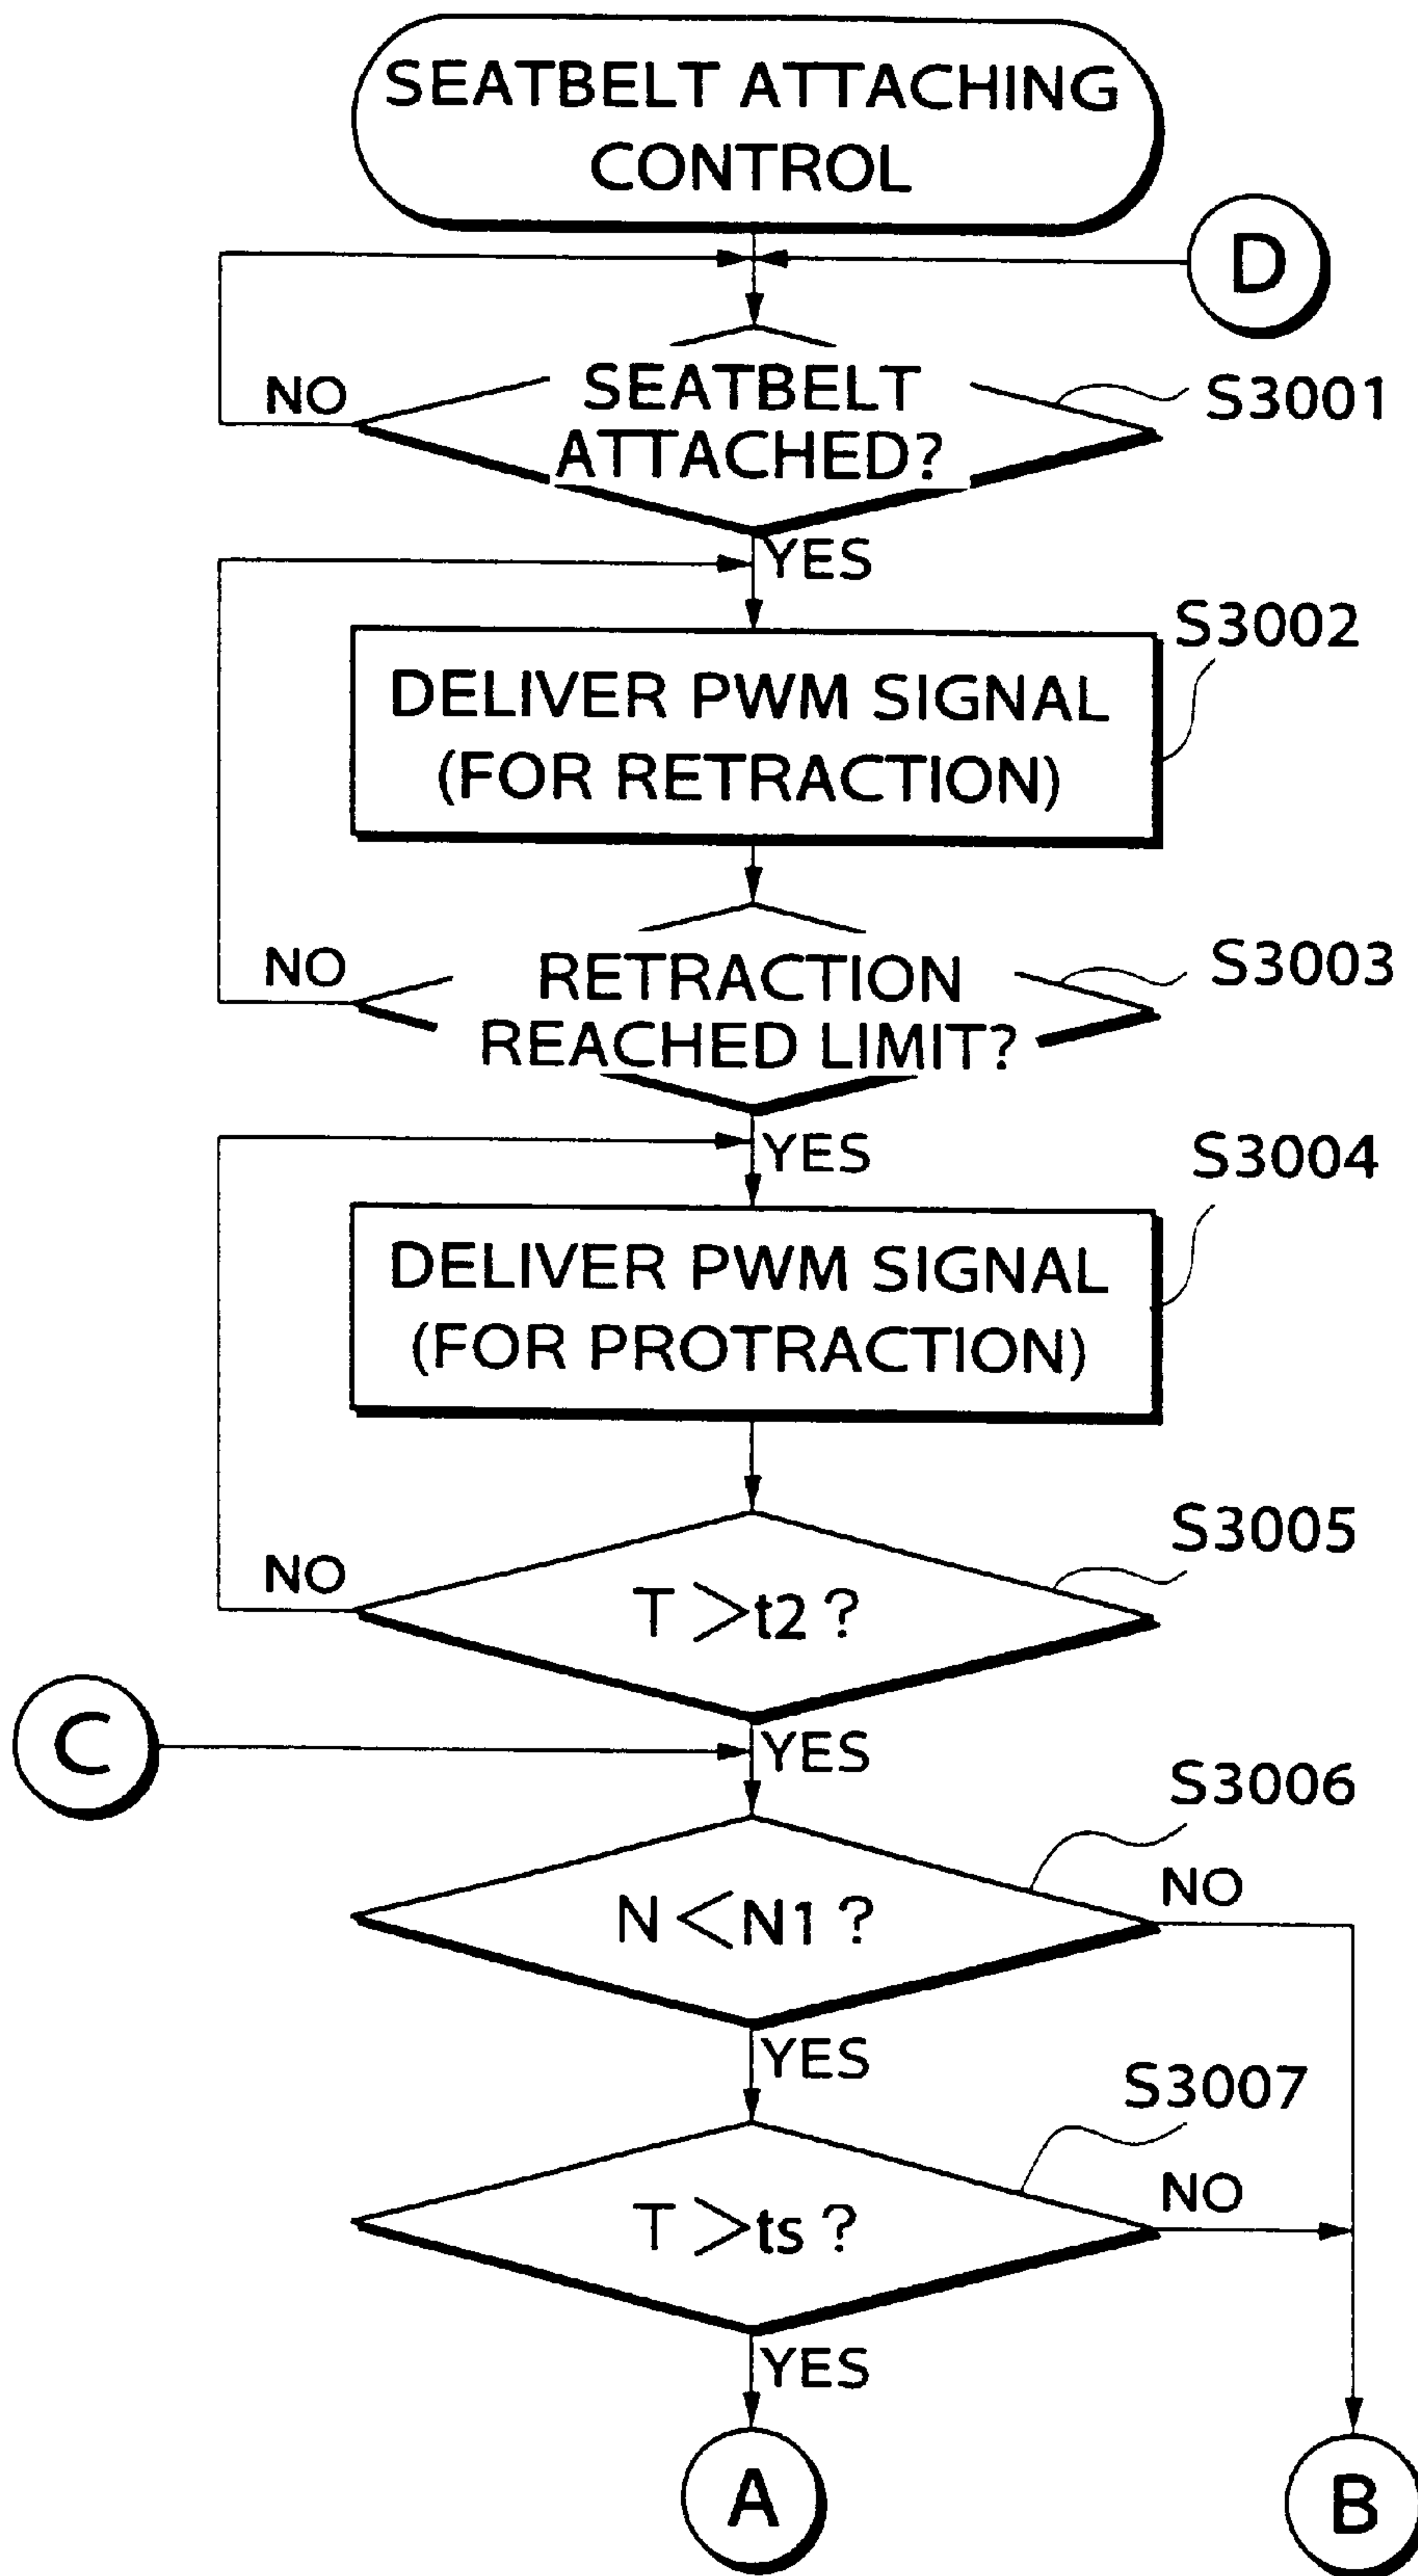 SEATBELT ATTACHING
CONTROL
D
NO
SEATBELT
ATTACHED?
S3001
YES
S3002
DELIVER PWM SIGNAL
(FOR RETRACTION)
NO
RETRACTION
REACHED LIMIT?
S3003
YES
S3004
DELIVER PWM SIGNAL
(FOR PROTRACTION)
S3005
NO
T>t2?
C
YES
S3006
N<N1?
NO
YES
S3007
T>ts?
NO
YES
A
B